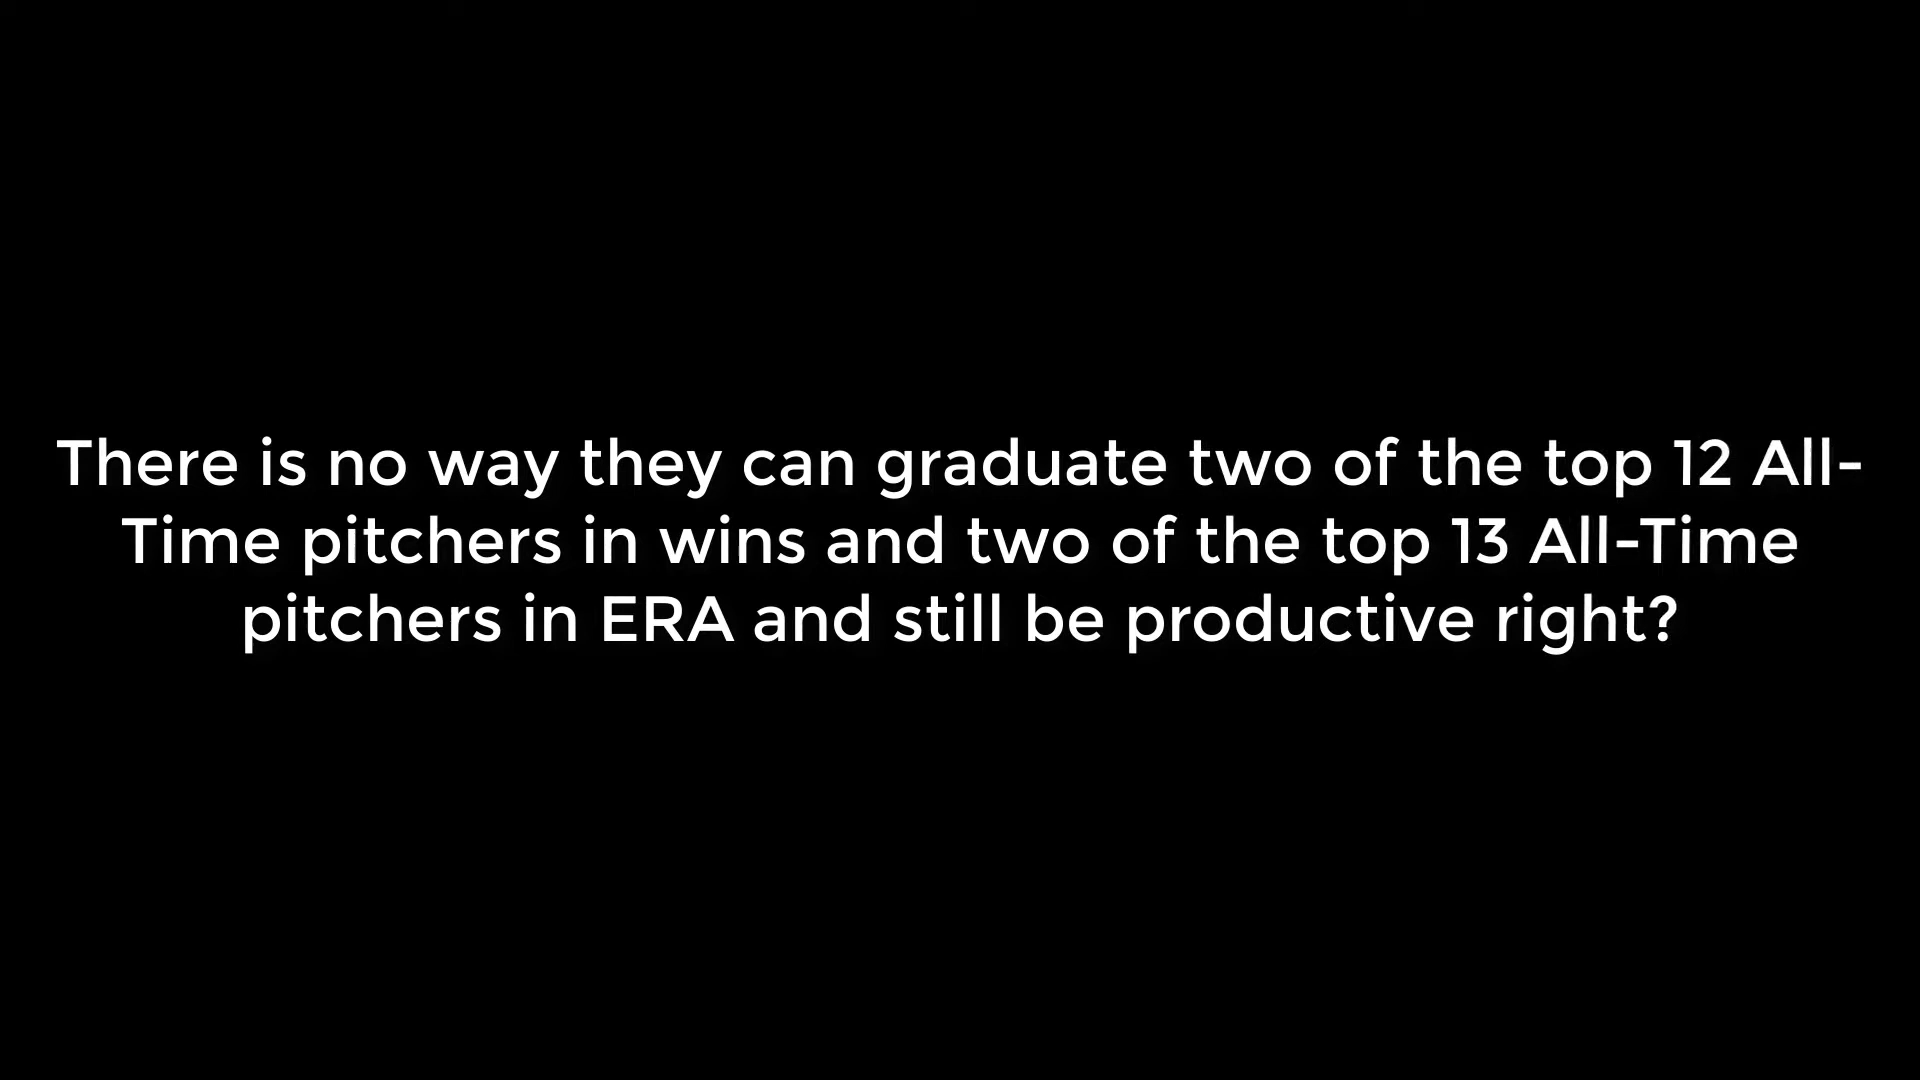 There is no way they can graduate two of the top 12 All-
Time pitchers in wins and two of the top 13 All-Time
pitchers in ERA and still be productive right?